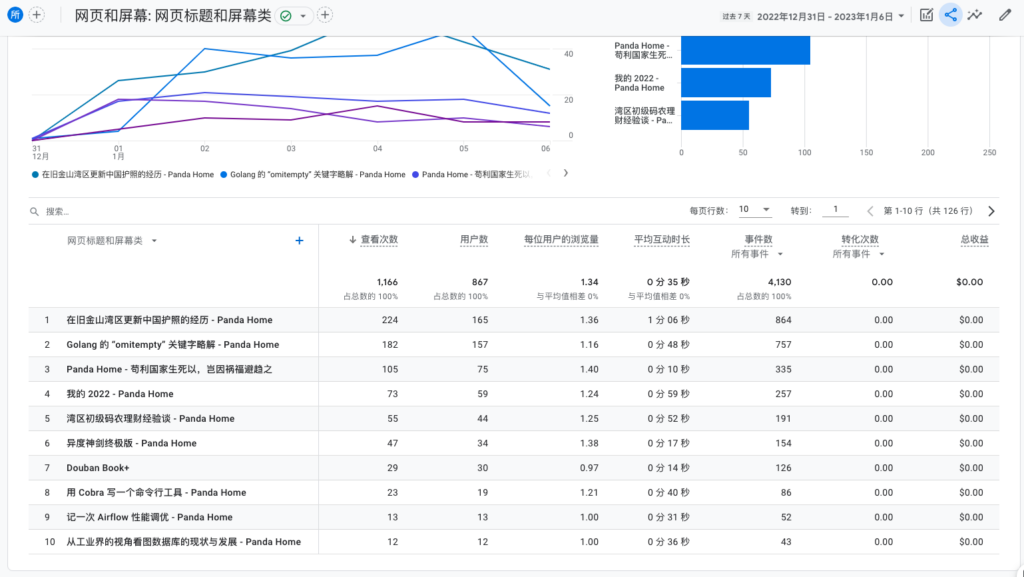 所 网页和屏幕: 网页标题和屏幕类 过去 7 天 2022年12月31日 - 2023年1月6日
40
20
0
31
12月
01
1月
02
03
04
05
06
在旧金山湾区更新中国护照的经历 - Panda Home Golang 的 “omitempty” 关键字略解 - Panda Home Panda Home - 苟利国家生死以
Panda Home -
苟利国家生死...
我的 2022 -
Panda Home
湾区初级码农理
财经验谈 - Pa...
0 50 100 150 200 250
搜索... 每页行数: 10 转到: 1 第 1-10 行（共 126 行）
网页标题和屏幕类 查看次数 用户数 每位用户的浏览量 平均互动时长 事件数 转化次数 总收益
所有事件 所有事件
1,166 867 1.34 0 分 35 秒 4,130 0.00 $0.00
占总数的 100% 占总数的 100% 与平均值相差 0% 与平均值相差 0% 占总数的 100%
1 在旧金山湾区更新中国护照的经历 - Panda Home 224 165 1.36 1 分 06 秒 864 0.00 $0.00
2 Golang 的 “omitempty” 关键字略解 - Panda Home 182 157 1.16 0 分 48 秒 757 0.00 $0.00
3 Panda Home - 苟利国家生死以，岂因祸福避趋之 105 75 1.40 0 分 10 秒 335 0.00 $0.00
4 我的 2022 - Panda Home 73 59 1.24 0 分 59 秒 257 0.00 $0.00
5 湾区初级码农理财经验谈 - Panda Home 55 44 1.25 0 分 52 秒 191 0.00 $0.00
6 异度神剑终极版 - Panda Home 47 34 1.38 0 分 17 秒 154 0.00 $0.00
7 Douban Book+ 29 30 0.97 0 分 14 秒 126 0.00 $0.00
8 用 Cobra 写一个命令行工具 - Panda Home 23 19 1.21 0 分 40 秒 86 0.00 $0.00
9 记一次 Airflow 性能调优 - Panda Home 13 13 1.00 0 分 31 秒 52 0.00 $0.00
10 从工业界的视角看图数据库的现状与发展 - Panda Home 12 12 1.00 0 分 36 秒 43 0.00 $0.00